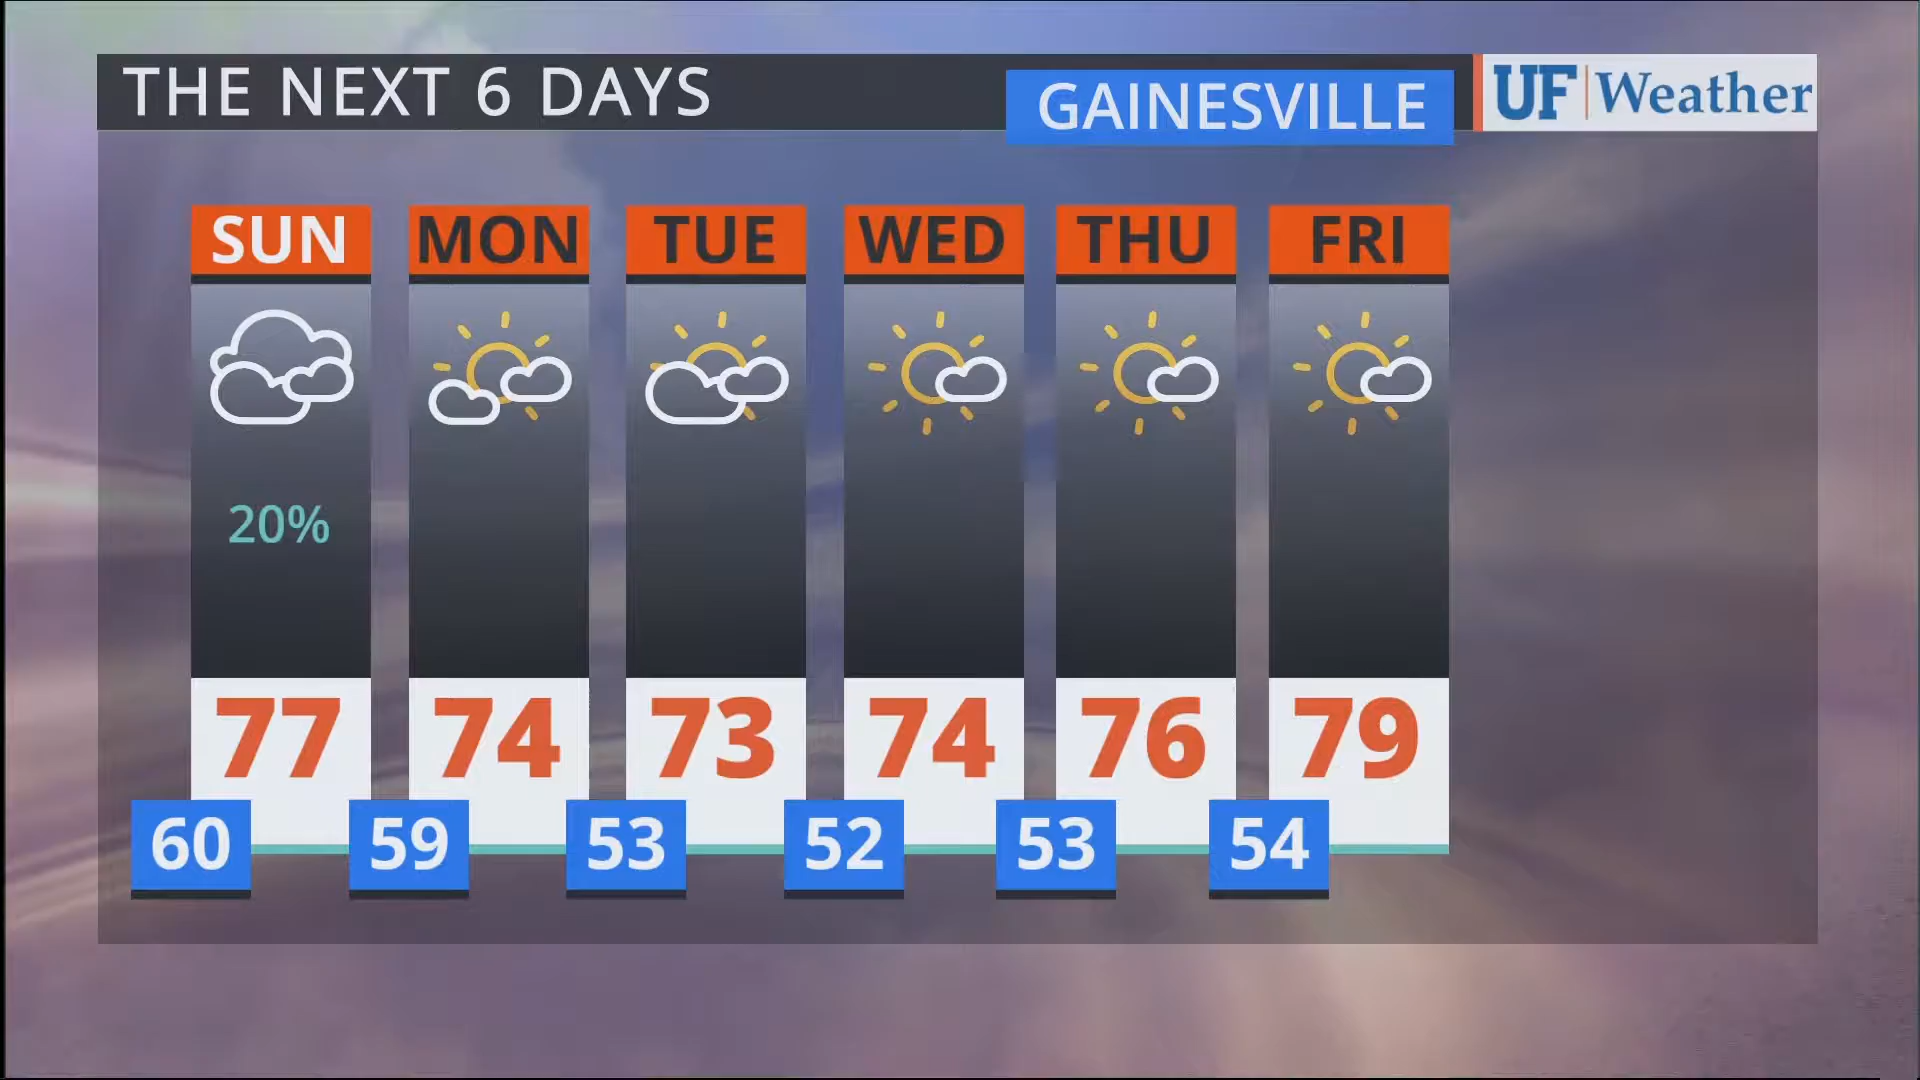 THE NEXT 6 DAYS
GAINESVILLE
UF Weather
SUN MON TUE WED THU FRI
20%
77 74 73 74 76 79
60 59 53 52 53 54